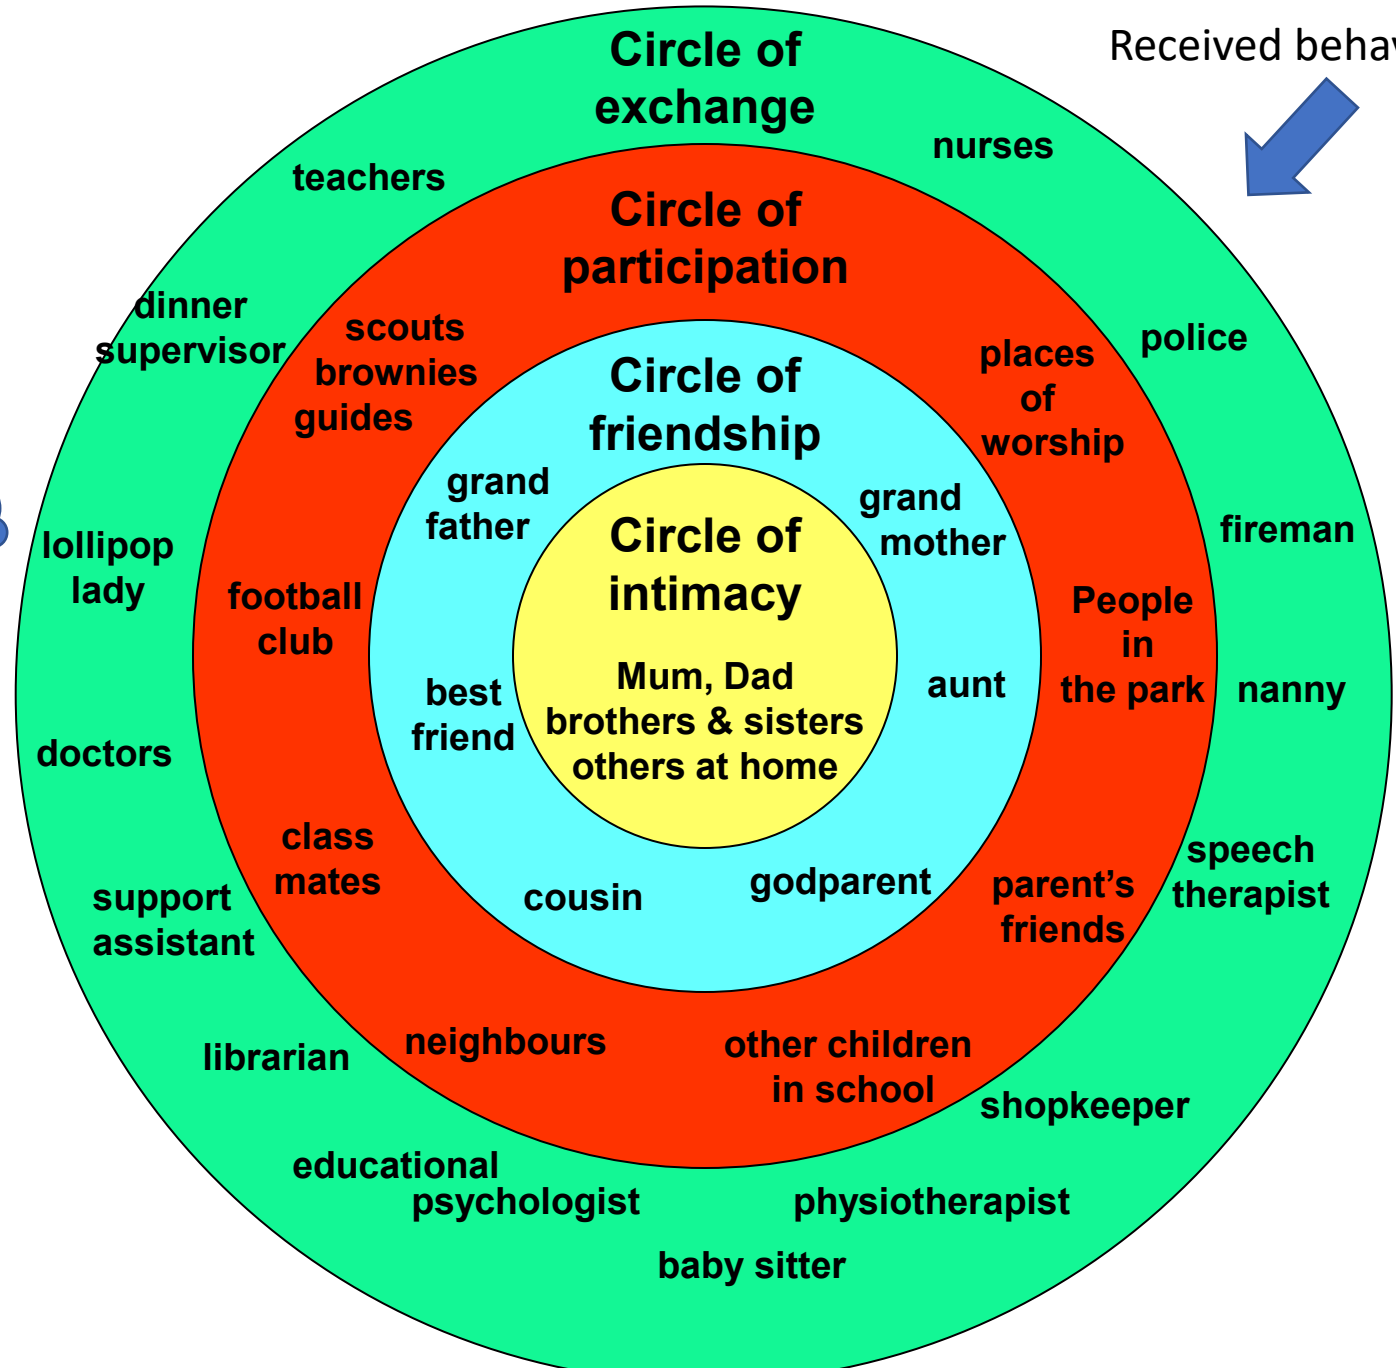 Circle of
exchange
Received behav
nurses
teachers
Circle of
participation
dinner
supervisor
scouts
brownies
guides
places
of
worship
police
Circle of
friendship
grand
father
grand
mother
fireman
lollipop
lady
football
club
Circle of
intimacy
Mum, Dad
brothers & sisters
others at home
People
in
the park
nanny
best
friend
aunt
doctors
class
mates
cousin
godparent
parent's
friends
speech
therapist
support
assistant
librarian
neighbours
other children
in school
shopkeeper
educational
psychologist
physiotherapist
baby sitter